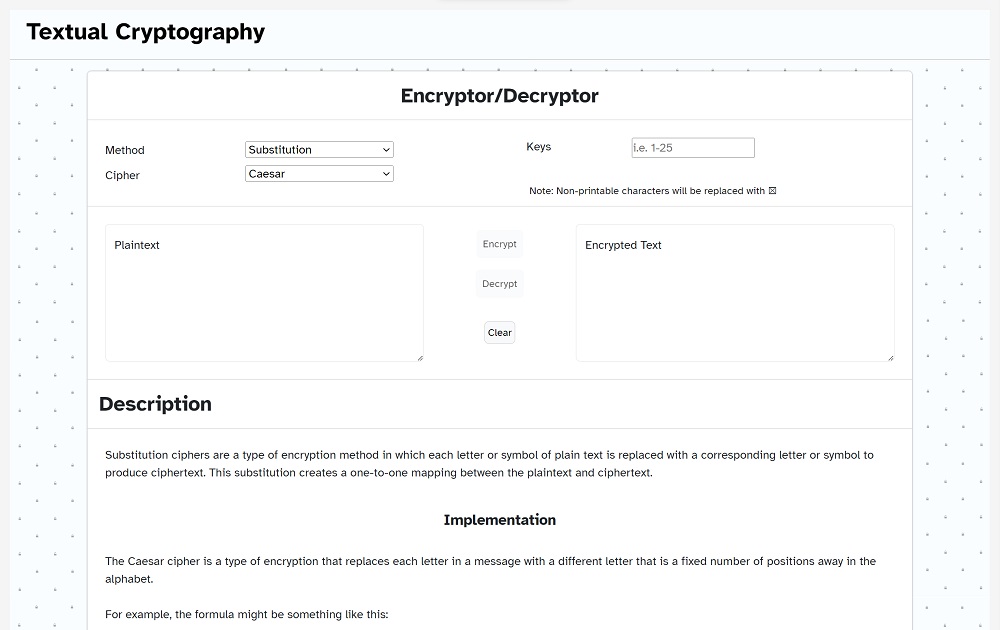 Textual Cryptography
Encryptor/Decryptor
Method
Substitution
Keys
i.e. 1-25
Cipher
Caesar
Note: Non-printable characters will be replaced with ☒
Plaintext
Encrypt
Encrypted Text
Decrypt
Clear
Description
Substitution ciphers are a type of encryption method in which each letter or symbol of plain text is replaced with a corresponding letter or symbol to
produce ciphertext. This substitution creates a one-to-one mapping between the plaintext and ciphertext.
Implementation
The Caesar cipher is a type of encryption that replaces each letter in a message with a different letter that is a fixed number of positions away in the
alphabet.
For example, the formula might be something like this: